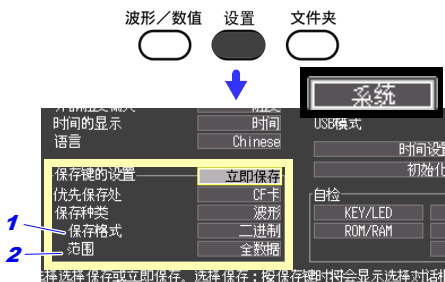 波形／数值 设置 文件夹
系统
时间的显示 时间
语言 Chinese
USB模式
时间设
初始化
保存键的设置 立即保存
优先保存处 CF卡
保存种类 波形
1 保存格式 二进制
2 范围 全数据
自检
KEY/LED
ROM/RAM
择选择保存或立即保存。选择保存：按保存键时将会显示选择对话